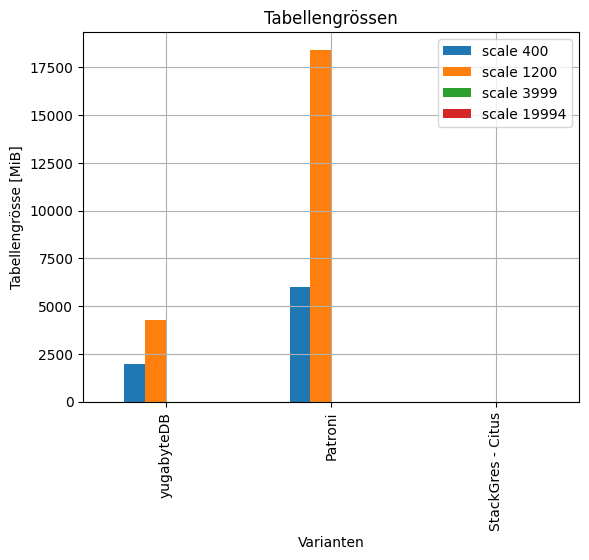 Tabellengrössen
Tabellengrösse [MiB]
17500
15000
12500
10000
7500
5000
2500
0
scale 400
scale 1200
scale 3999
scale 19994
yugabyteDB
Patroni
StackGres - Citus
Varianten